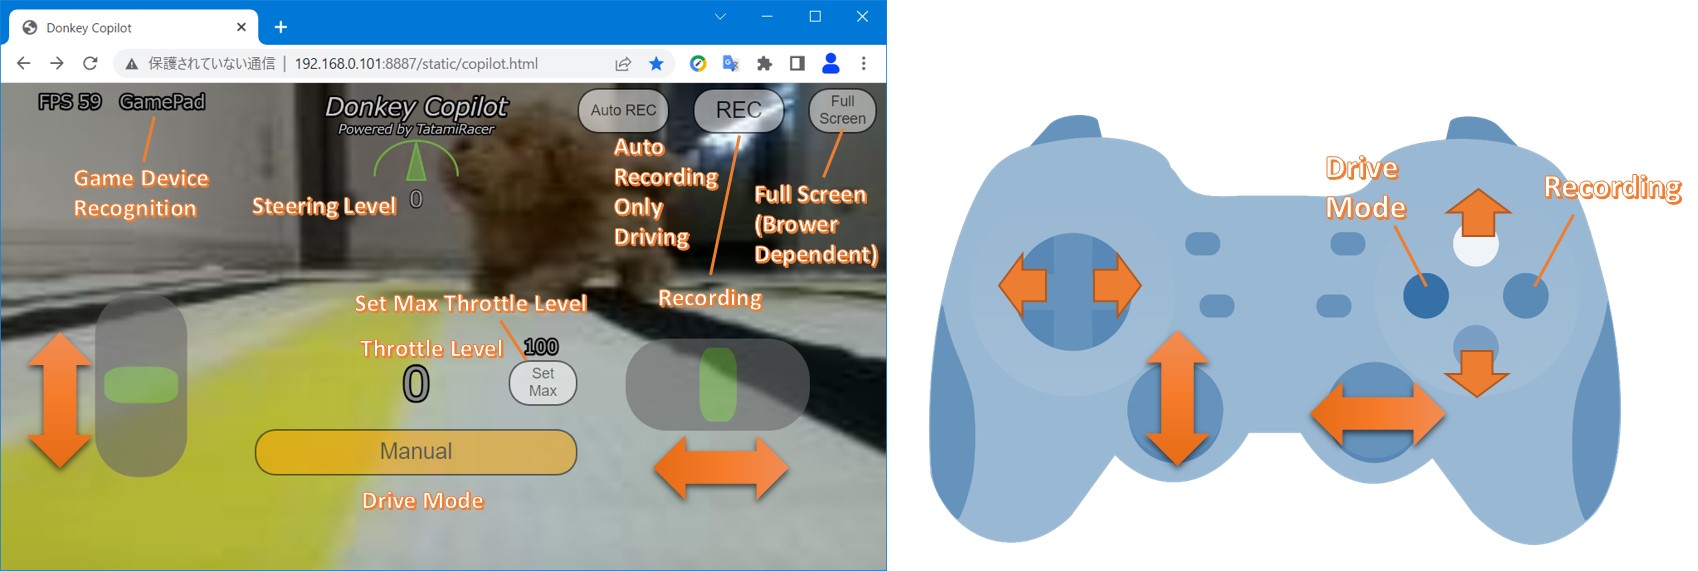 Donkey Copilot
保護されていない通信 | 192.168.0.101:8887/static/copilot.html
FPS 59 GamePad
Donkey Copilot
Powered by TatamiRacer
Auto REC
REC
Full
Screen
Game Device
Recognition
Steering Level
0
Auto
Recording
Only
Driving
Full Screen
(Brower
Dependent)
Recording
Set Max Throttle Level
Throttle Level
100
0
Set
Max
Manual
Drive Mode
Drive
Mode
Recording